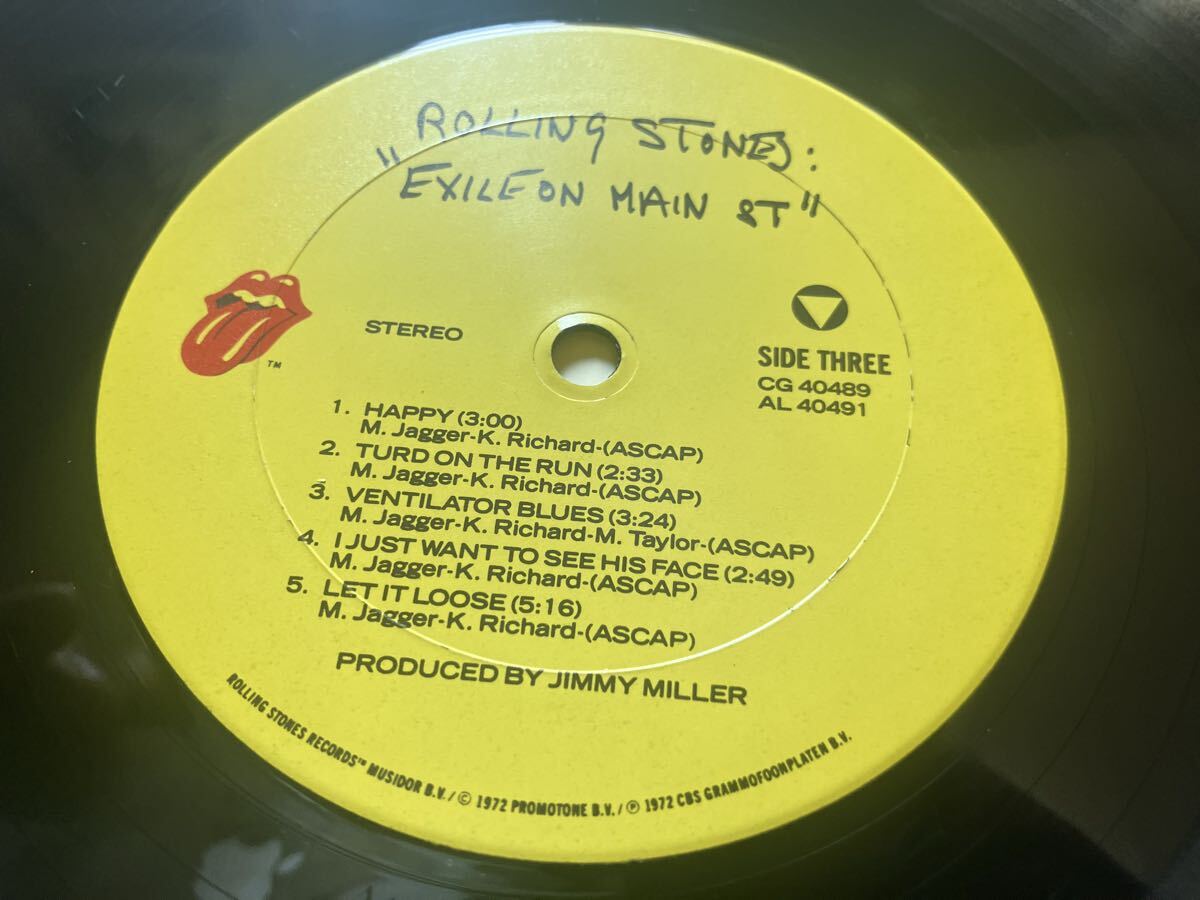 ROLLING STONES:
"EXILE ON MAIN ST"
TM
STEREO
SIDE THREE
CG 40489
AL 40491
1. HAPPY (3:00)
M. Jagger-K. Richard-(ASCAP)
2. TURD ON THE RUN (2:33)
M. Jagger-K. Richard-(ASCAP)
3. VENTILATOR BLUES (3:24)
M. Jagger-K. Richard-M. Taylor-(ASCAP)
4. I JUST WANT TO SEE HIS FACE (2:49)
M. Jagger-K. Richard-(ASCAP)
5. LET IT LOOSE (5:16)
M. Jagger-K. Richard-(ASCAP)
PRODUCED BY JIMMY MILLER
ROLLING STONES RECORDS™ MUSIDOR B.V. / © 1972 PROMOTONE B.V. / ℗ 1972 CBS GRAMMOFOONPLATEN B.V.